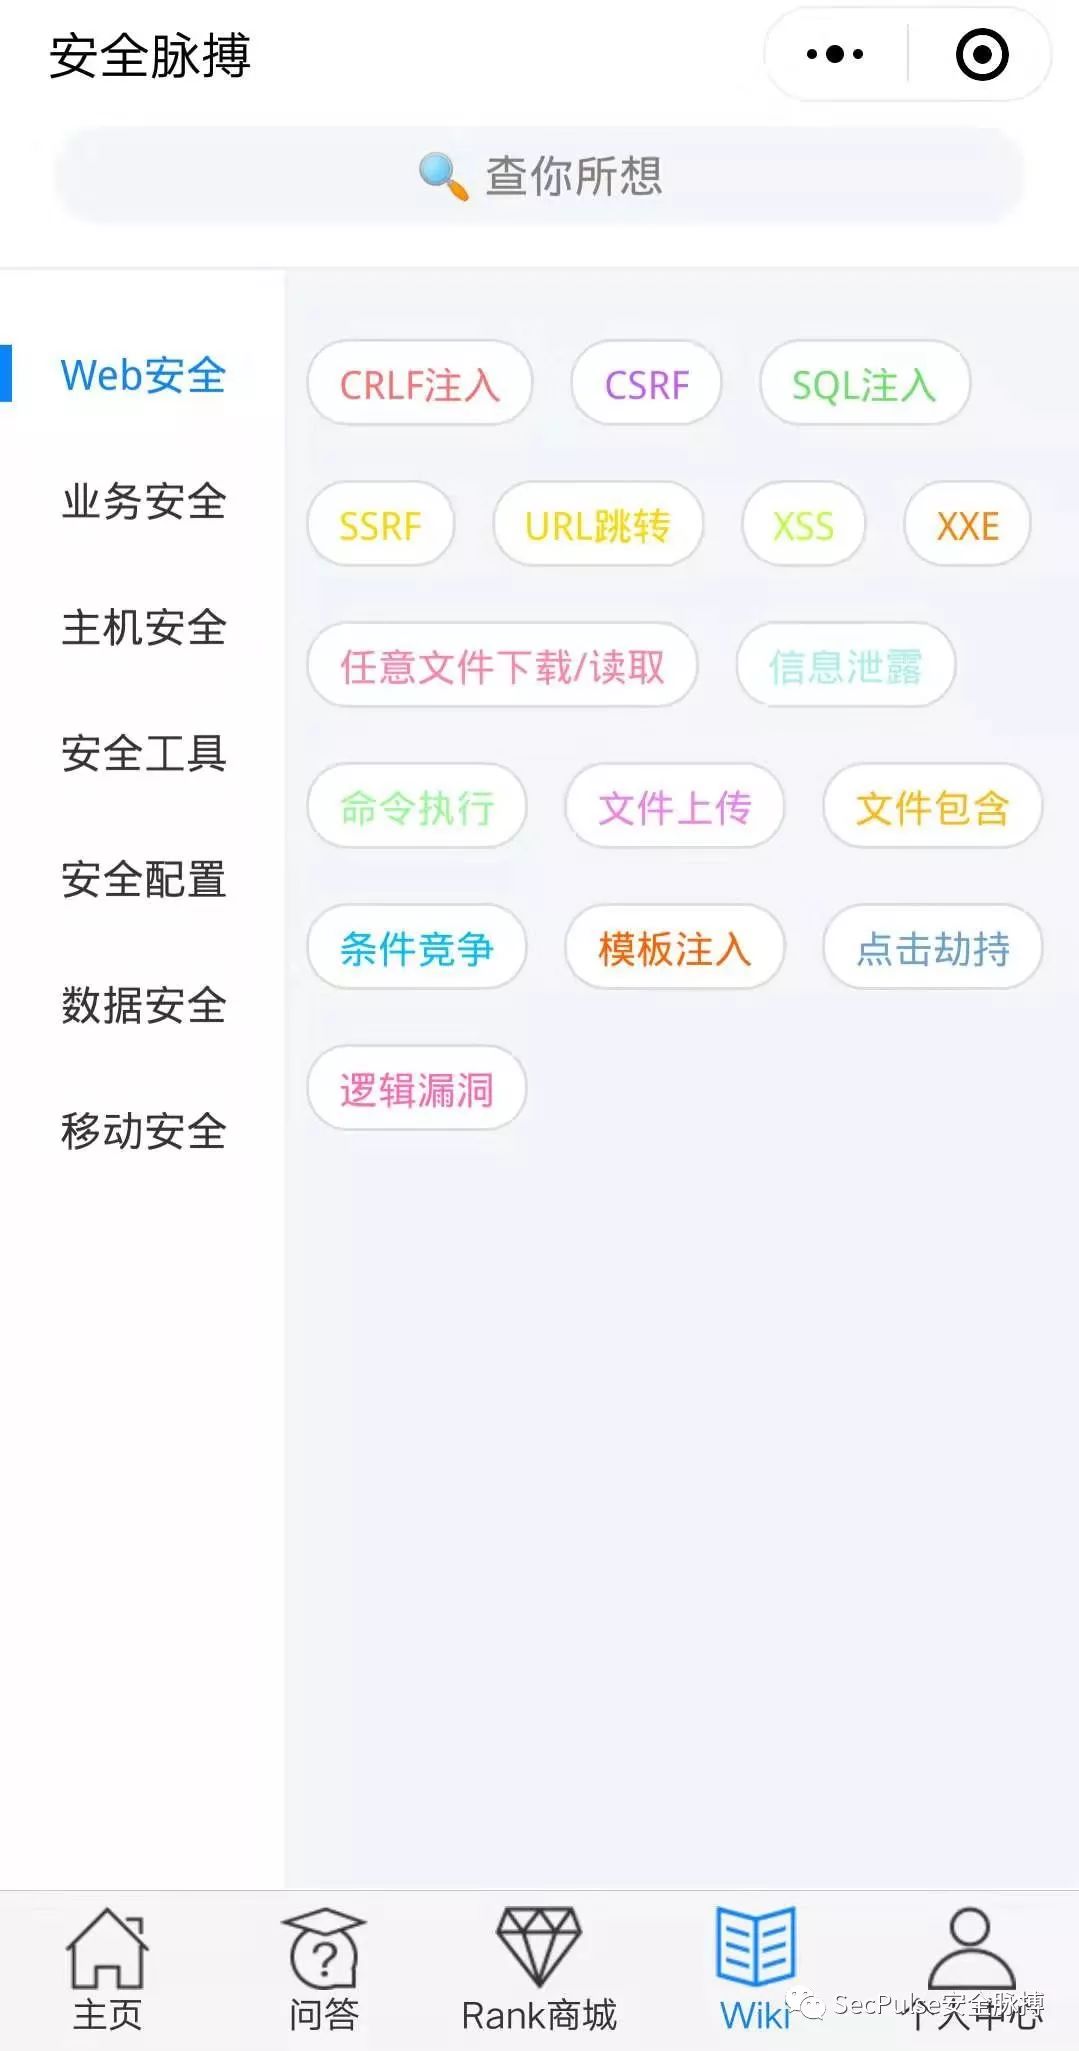 安全脉搏
查你所想
Web安全
业务安全
主机安全
安全工具
安全配置
数据安全
移动安全
CRLF注入 CSRF SQL注入
SSRF URL跳转 XSS XXE
任意文件下载/读取 信息泄露
命令执行 文件上传 文件包含
条件竞争 模板注入 点击劫持
逻辑漏洞
主页 问答 Rank商城 Wiki 个人中心
SecPulse安全脉搏